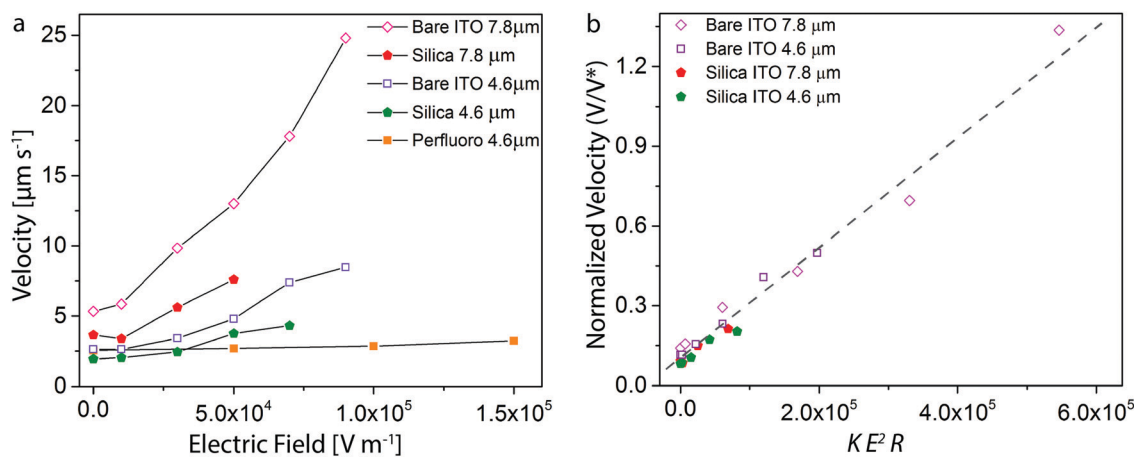 a
Velocity [μm s⁻¹]
25
20
15
10
5
0
0.0
5.0x10⁴
1.0x10⁵
1.5x10⁵
Electric Field [V m⁻¹]
Bare ITO 7.8μm
Silica 7.8 μm
Bare ITO 4.6μm
Silica 4.6 μm
Perfluoro 4.6μm
b
Normalized Velocity (V/V*)
1.2
0.9
0.6
0.3
0.0
0.0
2.0x10⁵
4.0x10⁵
6.0x10⁵
K E² R
Bare ITO 7.8 μm
Bare ITO 4.6 μm
Silica ITO 7.8 μm
Silica ITO 4.6 μm